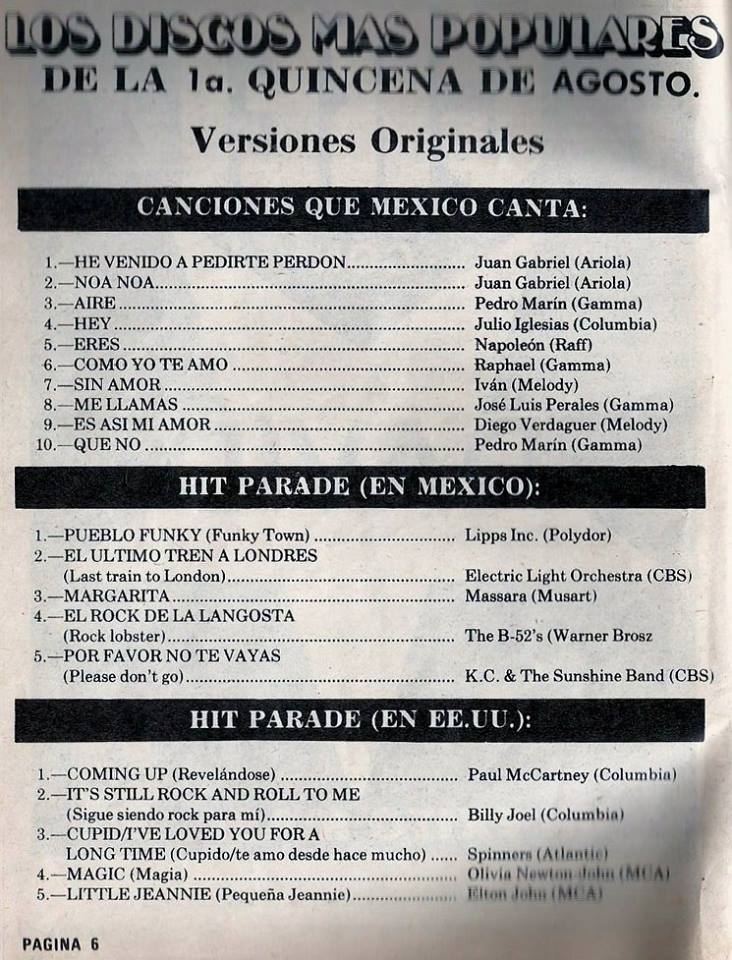 LOS DISCOS MAS POPULARES
DE LA 1a. QUINCENA DE AGOSTO.
Versiones Originales
CANCIONES QUE MEXICO CANTA:
1.—HE VENIDO A PEDIRTE PERDON.................... Juan Gabriel (Ariola)
2.—NOA NOA.................................................... Juan Gabriel (Ariola)
3.—AIRE........................................................... Pedro Marín (Gamma)
4.—HEY............................................................ Julio Iglesias (Columbia)
5.—ERES.......................................................... Napoleón (Raff)
6.—COMO YO TE AMO ....................................... Raphael (Gamma)
7.—SIN AMOR ................................................... Iván (Melody)
8.—ME LLAMAS ................................................ José Luis Perales (Gamma)
9.—ES ASI MI AMOR .......................................... Diego Verdaguer (Melody)
10.—QUE NO ..................................................... Pedro Marín (Gamma)
HIT PARADE (EN MEXICO):
1.—PUEBLO FUNKY (Funky Town) ......................... Lipps Inc. (Polydor)
2.—EL ULTIMO TREN A LONDRES
(Last train to London)........................................ Electric Light Orchestra (CBS)
3.—MARGARITA ................................................ Massara (Musart)
4.—EL ROCK DE LA LANGOSTA
(Rock lobster)................................................... The B-52's (Warner Brosz
5.—POR FAVOR NO TE VAYAS
(Please don't go)................................................ K.C. & The Sunshine Band (CBS)
HIT PARADE (EN EE.UU.):
1.—COMING UP (Revelándose) ............................... Paul McCartney (Columbia)
2.—IT'S STILL ROCK AND ROLL TO ME
(Sigue siendo rock para mí).................................. Billy Joel (Columbia)
3.—CUPID/I'VE LOVED YOU FOR A
LONG TIME (Cupido/te amo desde hace mucho) ...... Spinners (Atlantic)
4.—MAGIC (Magia) ............................................... Olivia Newton-John (MCA)
5.—LITTLE JEANNIE (Pequeña Jeannie).................... Elton John (MCA)
PAGINA 6